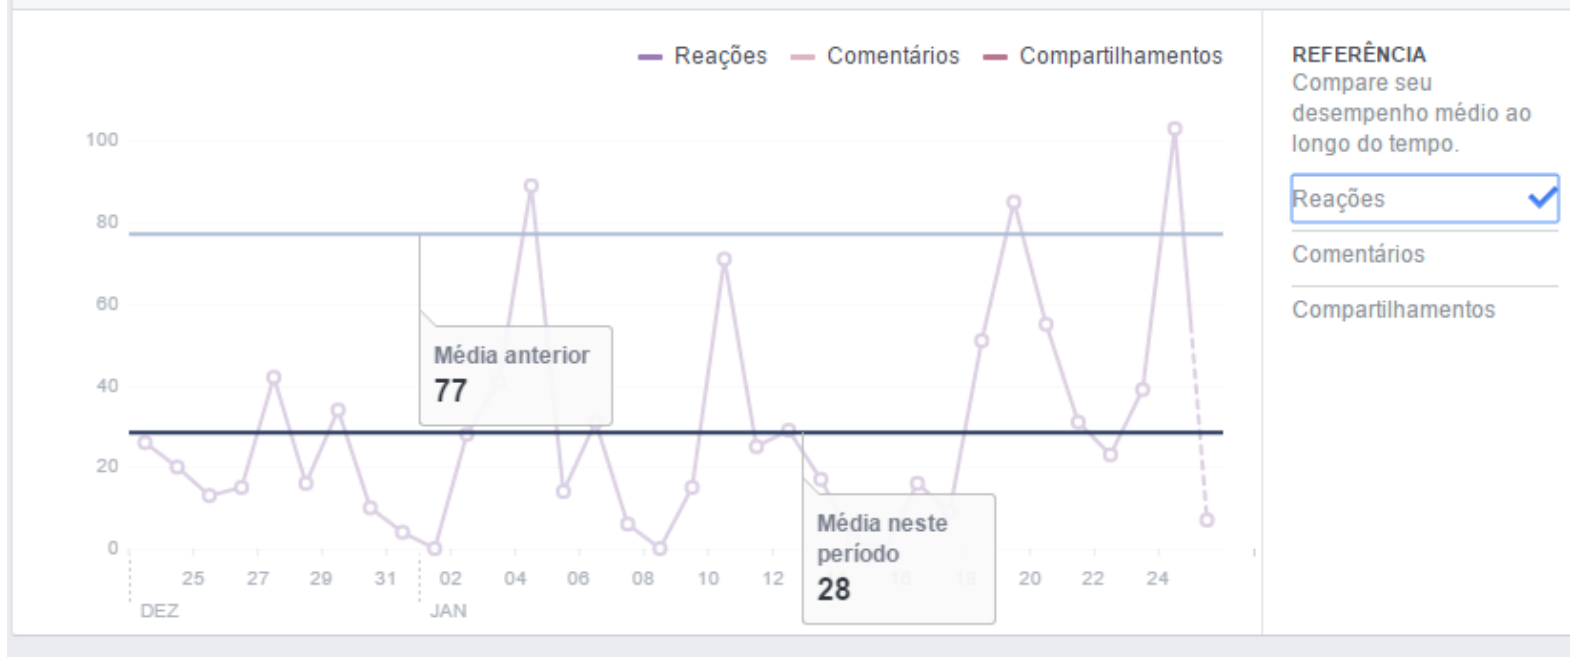 Reações Comentários Compartilhamentos
REFERÊNCIA
Compare seu
desempenho médio ao
longo do tempo.
Reações
Comentários
Compartilhamentos
100
80
60
40
20
0
Média anterior
77
Média neste
período
28
25 27 29 31 02 04 06 08 10 12 16 18 20 22 24
DEZ JAN